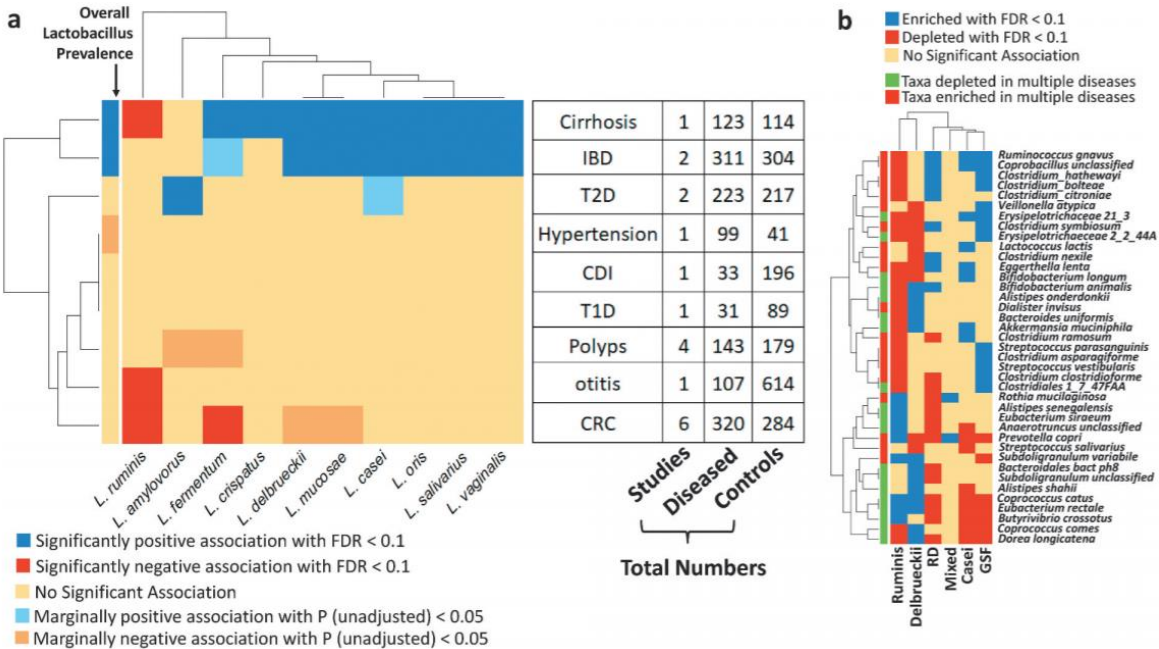 a
Overall
Lactobacillus
Prevalence
Cirrhosis 1 123 114
IBD 2 311 304
T2D 2 223 217
Hypertension 1 99 41
CDI 1 33 196
T1D 1 31 89
Polyps 4 143 179
otitis 1 107 614
CRC 6 320 284
L. ruminis
L. amylovorus
L. fermentum
L. crispatus
L. delbrueckii
L. mucosae
L. casei
L. oris
L. salivarius
L. vaginalis
Studies
Diseased
Controls
Total Numbers
Significantly positive association with FDR < 0.1
Significantly negative association with FDR < 0.1
No Significant Association
Marginally positive association with P (unadjusted) < 0.05
Marginally negative association with P (unadjusted) < 0.05
b
Enriched with FDR < 0.1
Depleted with FDR < 0.1
No Significant Association
Taxa depleted in multiple diseases
Taxa enriched in multiple diseases
Ruminococcus gnavus
Coprobacillus unclassified
Clostridium_hathewayi
Clostridium_bolteae
Clostridium_citroniae
Veillonella atypica
Erysipelotrichaceae 21_3
Clostridium symbiosum
Erysipelotrichaeceae 2_2_44A
Lactococcus lactis
Clostridium nexile
Eggerthella lenta
Bifidobacterium longum
Bifidobacterium animalis
Alistipes onderdonkii
Dialister invisus
Bacteroides uniformis
Akkermansia muciniphila
Clostridium ramosum
Streptococcus parasanguinis
Clostridium asparagiforme
Streptococcus vestibularis
Clostridium clostridioforme
Clostridiales 1_7_47FAA
Rothia mucilaginosa
Alistipes senegalensis
Eubacterium siraeum
Anaerotruncus unclassified
Prevotella copri
Streptococcus salivarius
Subdoligranulum variabile
Bacteroidales bact ph8
Subdoligranulum unclassified
Alistipes shahii
Coprococcus catus
Eubacterium rectale
Butyrivibrio crossotus
Coprococcus comes
Dorea longicatena
Ruminis
Delbrueckii
RD
Mixed
Casei
GSF